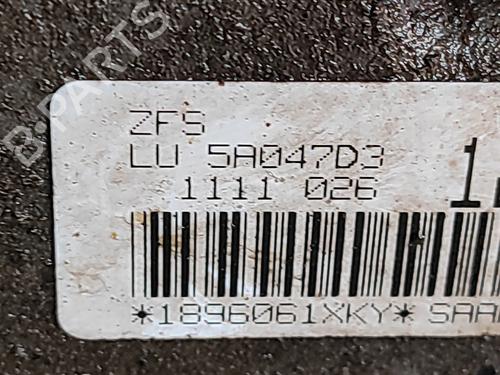 B-PARTS
ZFS
LU 5A047D3
1111 026
*1896061XKY*